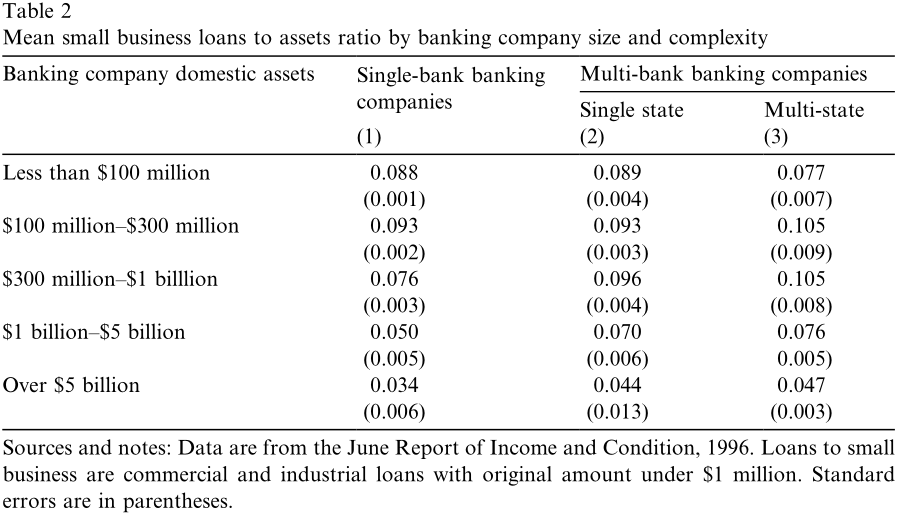 Table 2
Mean small business loans to assets ratio by banking company size and complexity
Banking company domestic assets Single-bank banking companies Multi-bank banking companies
Single state Multi-state
(1) (2) (3)
Less than $100 million 0.088 0.089 0.077
(0.001) (0.004) (0.007)
$100 million–$300 million 0.093 0.093 0.105
(0.002) (0.003) (0.009)
$300 million–$1 billlion 0.076 0.096 0.105
(0.003) (0.004) (0.008)
$1 billion–$5 billion 0.050 0.070 0.076
(0.005) (0.006) 0.005)
Over $5 billion 0.034 0.044 0.047
(0.006) (0.013) (0.003)
Sources and notes: Data are from the June Report of Income and Condition, 1996. Loans to small
business are commercial and industrial loans with original amount under $1 million. Standard
errors are in parentheses.